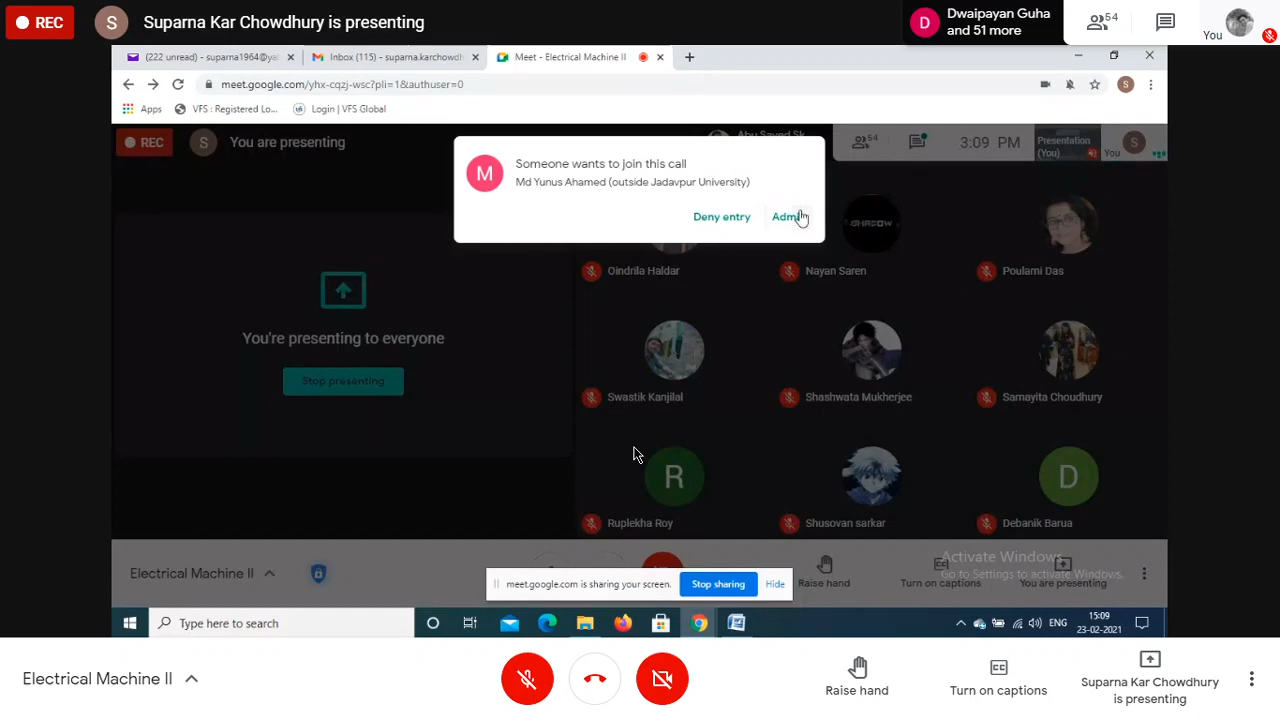 REC
S
Suparna Kar Chowdhury is presenting
D
Dwaipayan Guha
and 51 more
54
You
(222 unread) - suparna1964@ya
Inbox (115) - suparna.karchowdh
Meet - Electrical Machine II
meet.google.com/yhx-cqzj-wsc?pli=1&authuser=0
S
Apps
VFS : Registered Lo...
Login | VFS Global
REC
S
You are presenting
Abu Sayed Sk
54
3:09 PM
Presentation
(You)
You
S
M
Someone wants to join this call
Md Yunus Ahamed (outside Jadavpur University)
Deny entry
SHADOW
Oindrila Haldar
Nayan Saren
Poulami Das
You're presenting to everyone
Stop presenting
Swastik Kanjilal
Shashwata Mukherjee
Samayita Choudhury
R
D
Ruplekha Roy
Shusovan sarkar
Debanik Barua
Activate Windows
Go to Settings to activate Windows.
Electrical Machine II
meet.google.com is sharing your screen.
Stop sharing
Hide
Raise hand
Turn on captions
You are presenting
Type here to search
ENG
15:09
23-02-2021
Electrical Machine II
Raise hand
Turn on captions
Suparna Kar Chowdhury
is presenting